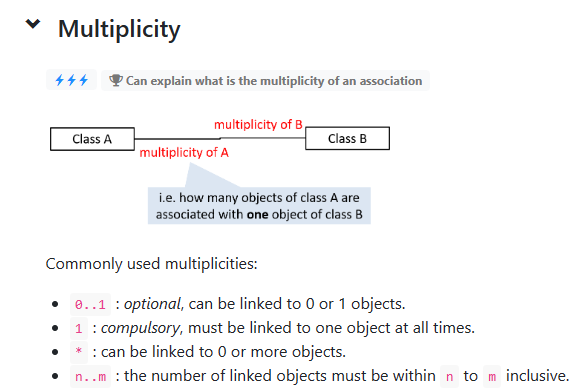 Multiplicity
Can explain what is the multiplicity of an association
multiplicity of B
Class A
Class B
multiplicity of A
i.e. how many objects of class A are
associated with one object of class B
Commonly used multiplicities:
• 0..1 : optional, can be linked to 0 or 1 objects.
• 1 : compulsory, must be linked to one object at all times.
• * : can be linked to 0 or more objects.
• n..m : the number of linked objects must be within n to m inclusive.